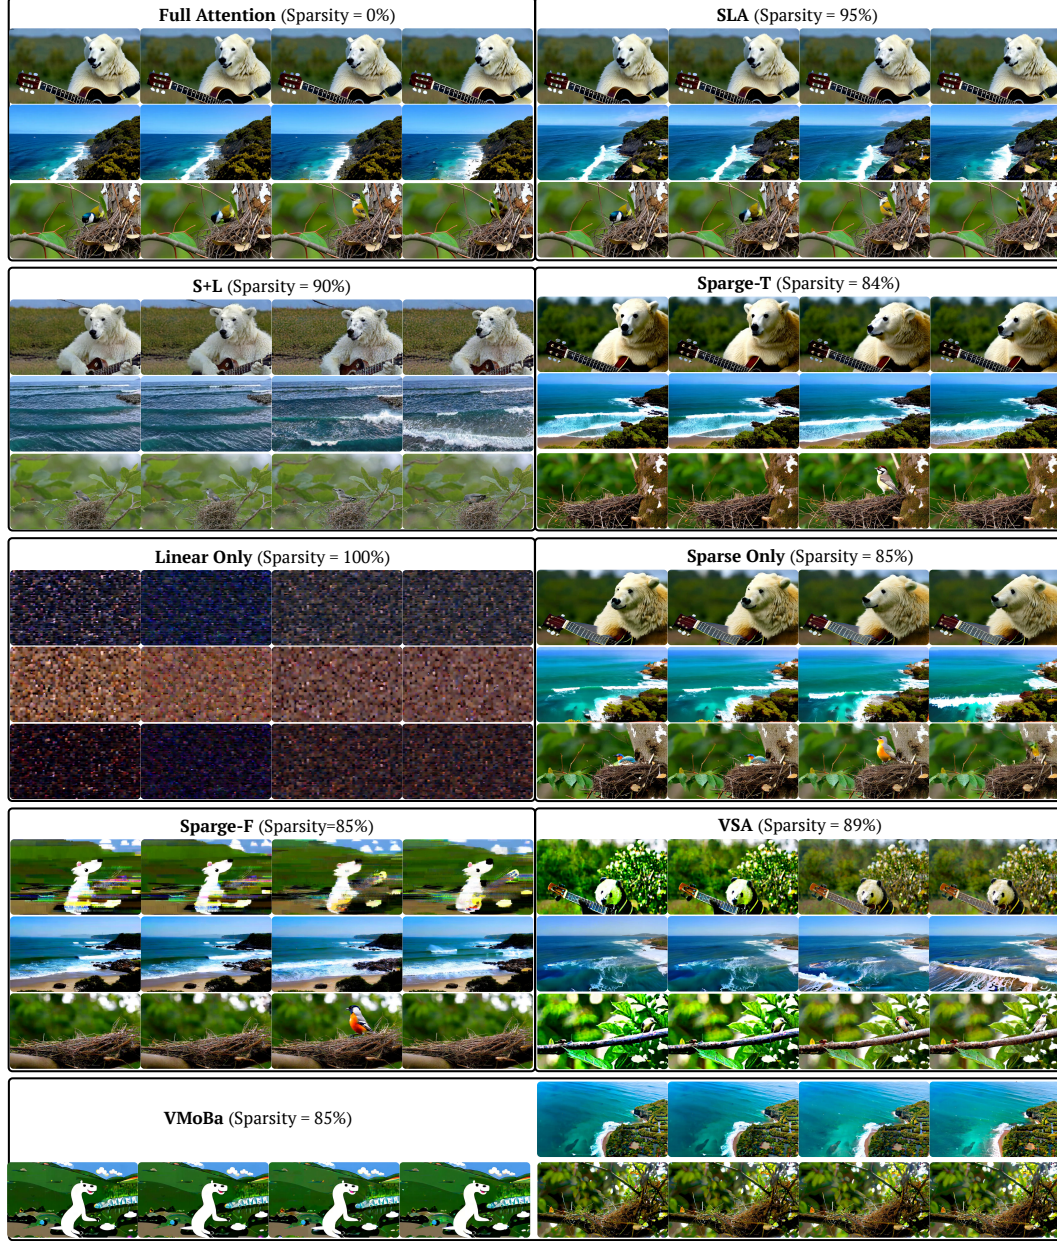 Full Attention (Sparsity = 0%)
SLA (Sparsity = 95%)
S+L (Sparsity = 90%)
Sparge-T (Sparsity = 84%)
Linear Only (Sparsity = 100%)
Sparse Only (Sparsity = 85%)
Sparge-F (Sparsity=85%)
VSA (Sparsity = 89%)
VMoBa (Sparsity = 85%)